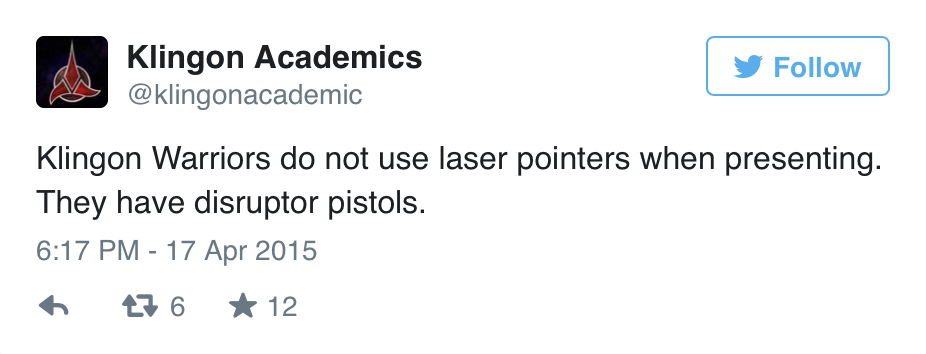 Klingon Academics
@klingonacademic
Follow
Klingon Warriors do not use laser pointers when presenting.
They have disruptor pistols.
6:17 PM - 17 Apr 2015
6 12